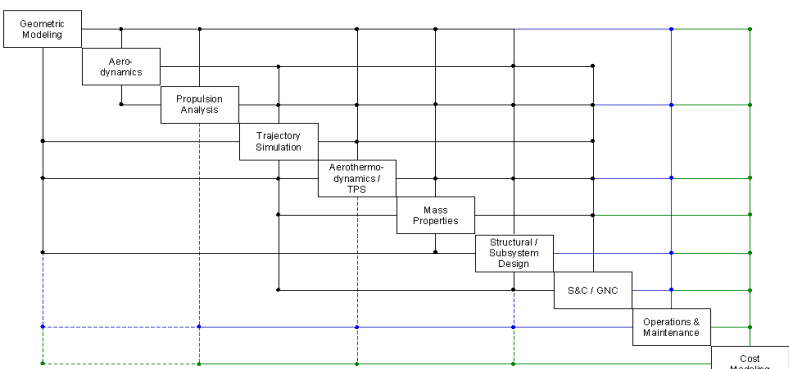 Geometric
Modeling
Aero-
dynamics
Propulsion
Analysis
Trajectory
Simulation
Aerothermo-
dynamics /
TPS
Mass
Properties
Structural /
Subsystem
Design
S&C / GNC
Operations &
Maintenance
Cost
Modeling